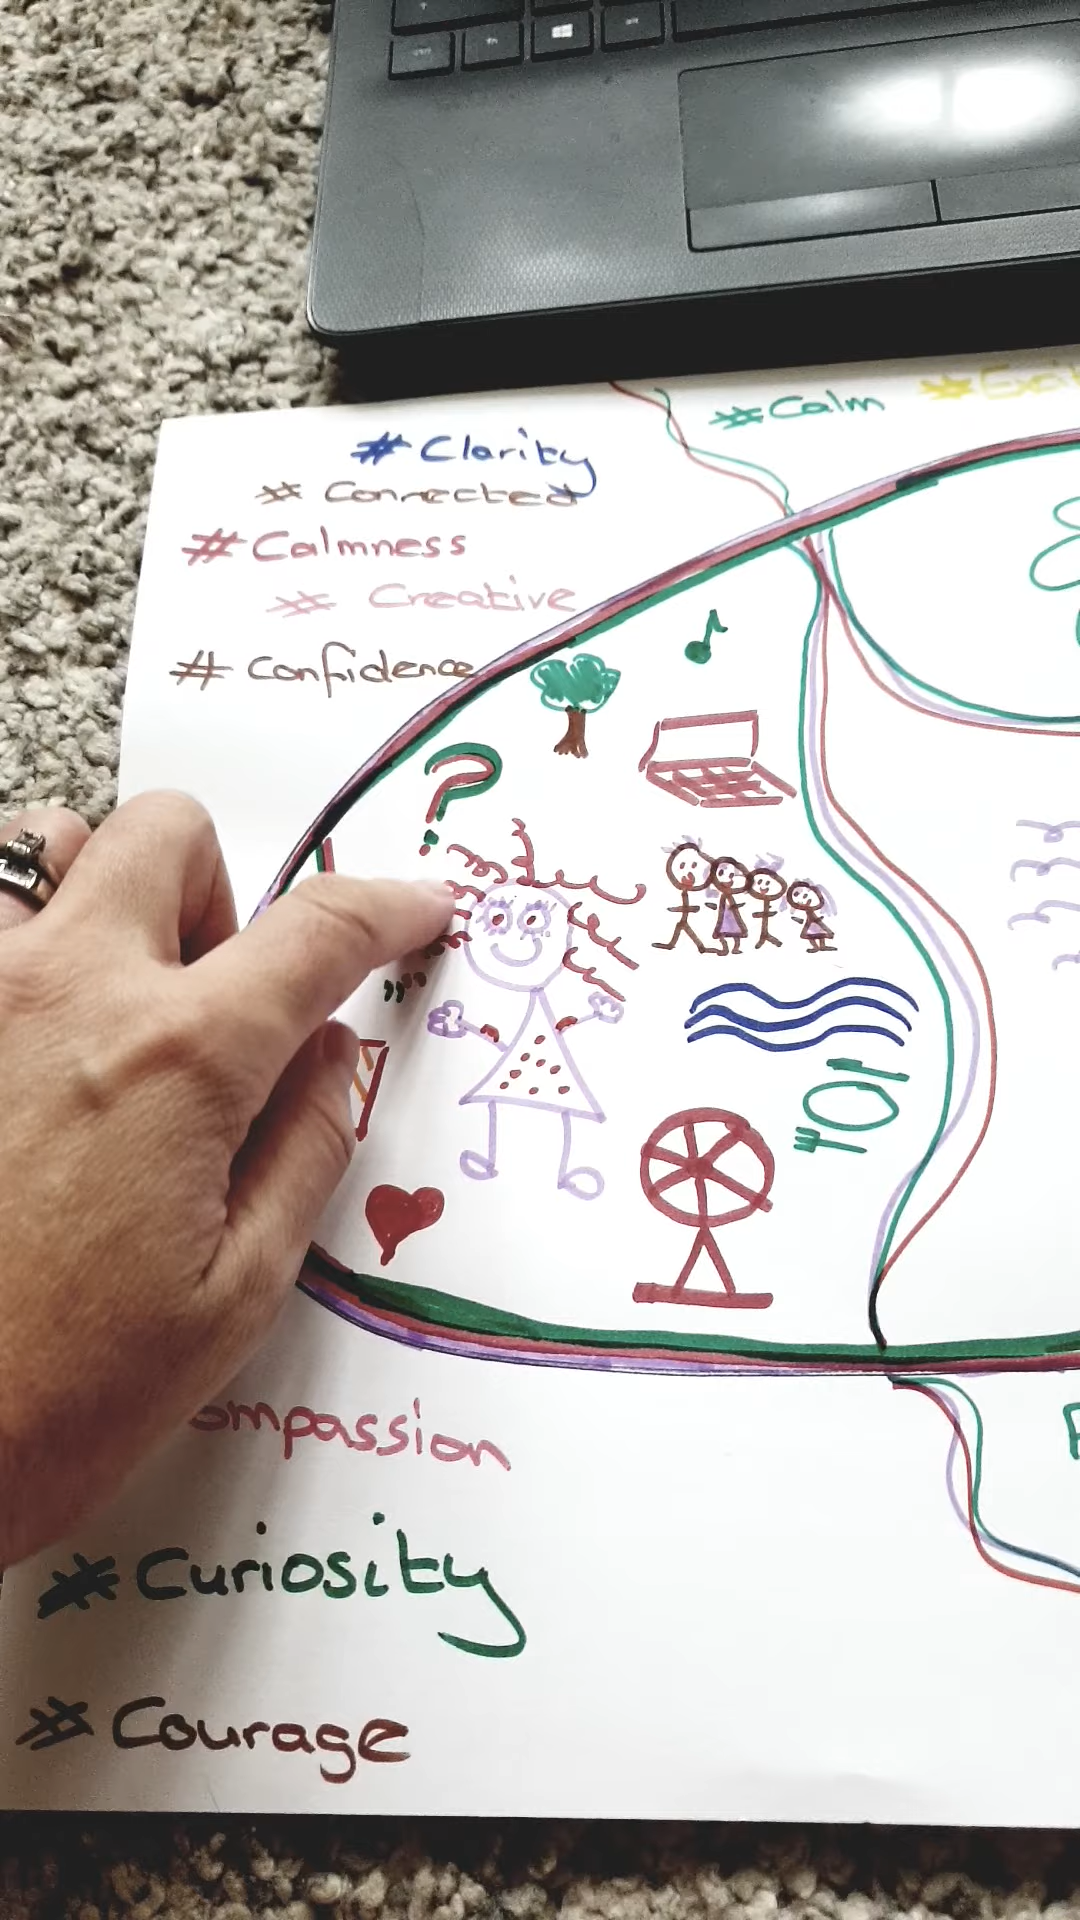 # Calm
# Clarity
# Connected
# Calmness
# Creative
# Confidence
?
ompassion
# Curiosity
# Courage